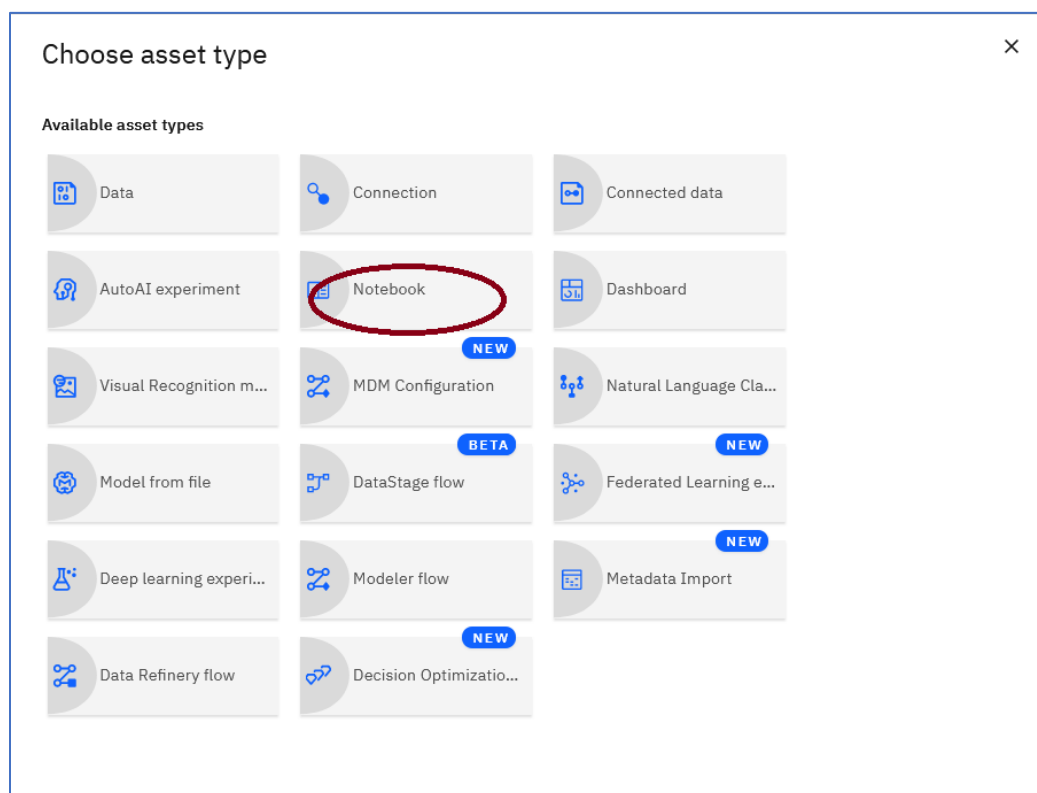 Choose asset type
Available asset types
Data
Connection
Connected data
AutoAI experiment
Notebook
Dashboard
Visual Recognition m...
NEW
MDM Configuration
Natural Language Cla...
Model from file
BETA
DataStage flow
NEW
Federated Learning e...
Deep learning experi...
Modeler flow
NEW
Metadata Import
Data Refinery flow
NEW
Decision Optimizatio...